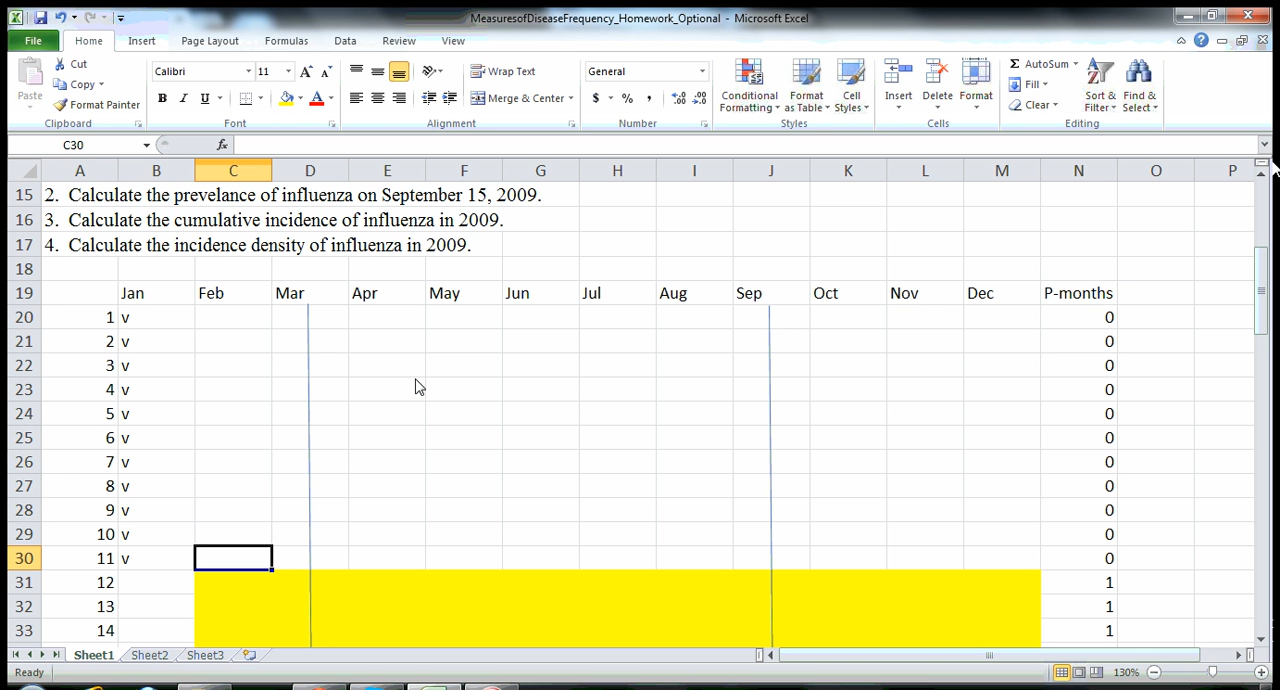 MeasuresofDiseaseFrequency_Homework_Optional - Microsoft Excel
File Home Insert Page Layout Formulas Data Review View
Paste Cut Copy Format Painter Clipboard
Calibri 11 A A B I U A Font
Wrap Text Merge & Center Alignment
General $ % , .00 Number
Conditional Formatting Format as Table Cell Styles Styles
Insert Delete Format Cells
Σ AutoSum Fill Clear Sort & Filter Find & Select Editing
C30 fx
A B C D E F G H I J K L M N O P
15 2. Calculate the prevelance of influenza on September 15, 2009.
16 3. Calculate the cumulative incidence of influenza in 2009.
17 4. Calculate the incidence density of influenza in 2009.
18
19 Jan Feb Mar Apr May Jun Jul Aug Sep Oct Nov Dec P-months
20 1 v 0
21 2 v 0
22 3 v 0
23 4 v 0
24 5 v 0
25 6 v 0
26 7 v 0
27 8 v 0
28 9 v 0
29 10 v 0
30 11 v 0
31 12 1
32 13 1
33 14 1
Sheet1 Sheet2 Sheet3
Ready 130%